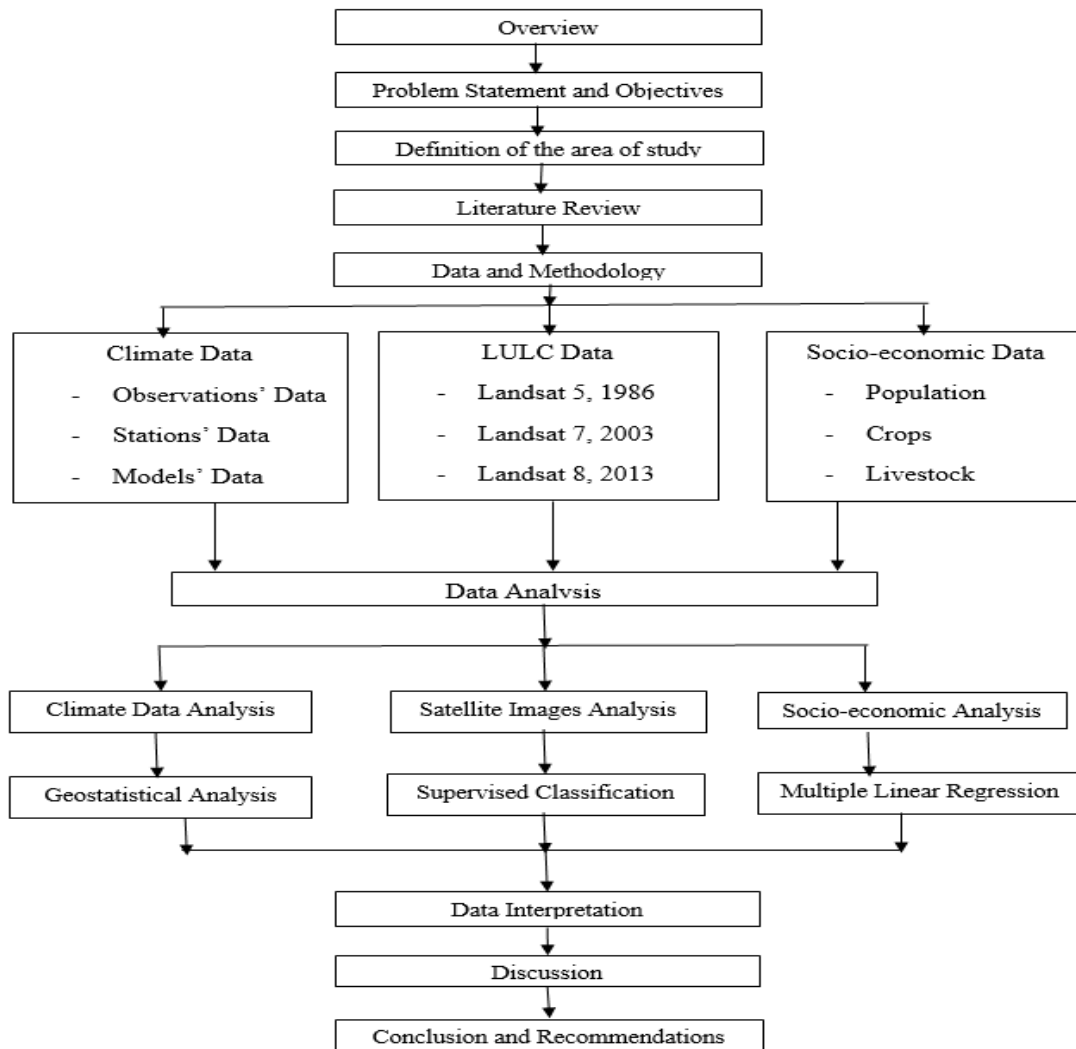 Overview
Problem Statement and Objectives
Definition of the area of study
Literature Review
Data and Methodology
Climate Data
- Observations’ Data
- Stations’ Data
- Models’ Data
LULC Data
- Landsat 5, 1986
- Landsat 7, 2003
- Landsat 8, 2013
Socio-economic Data
- Population
- Crops
- Livestock
Data Analysis
Climate Data Analysis
Satellite Images Analysis
Socio-economic Analysis
Geostatistical Analysis
Supervised Classification
Multiple Linear Regression
Data Interpretation
Discussion
Conclusion and Recommendations